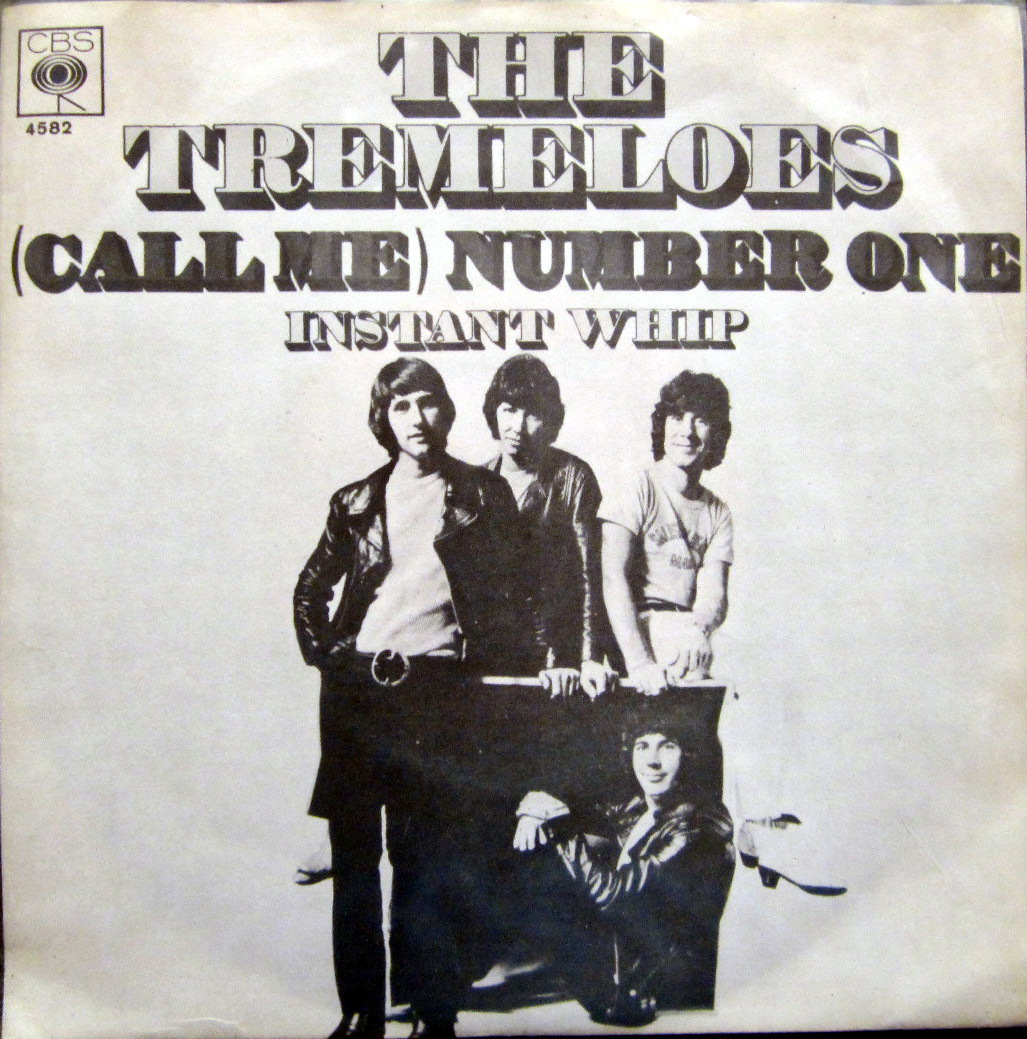 CBS
4582
THE
TREMELOES
(CALL ME) NUMBER ONE
INSTANT WHIP